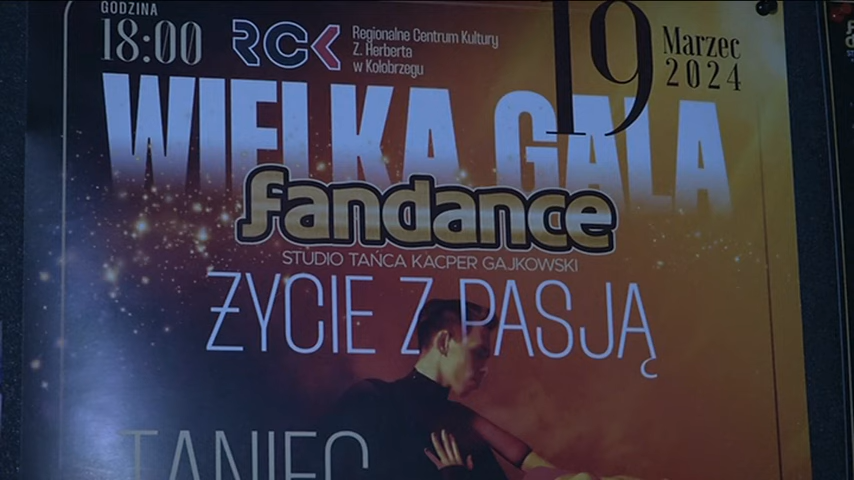 GODZINA
18:00
RCK
Regionalne Centrum Kultury
Z. Herberta
w Kołobrzegu
19
Marzec
2024
WIELKA GALA
fandance
STUDIO TAŃCA KACPER GAJKOWSKI
ŻYCIE Z PASJĄ
TANIEC